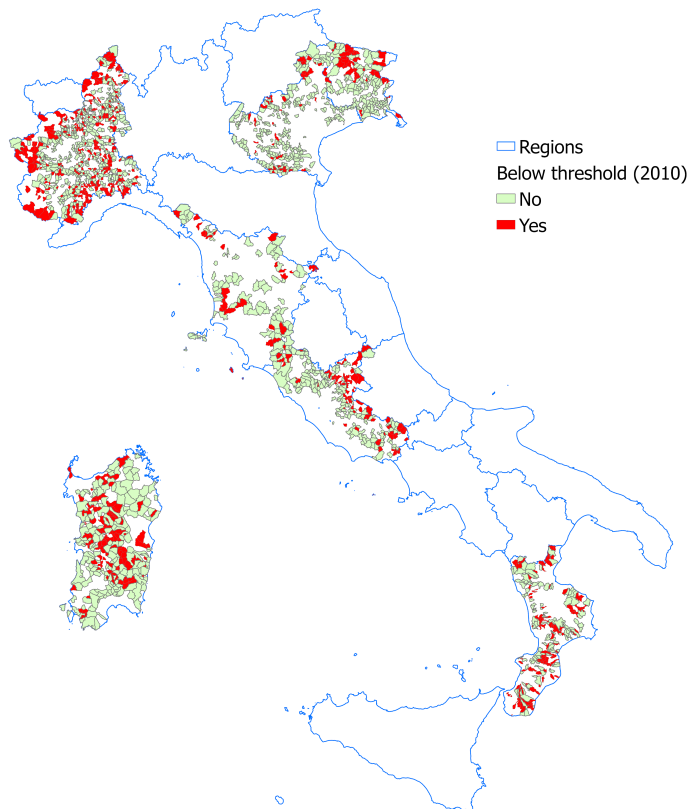 Regions
Below threshold (2010)
No
Yes